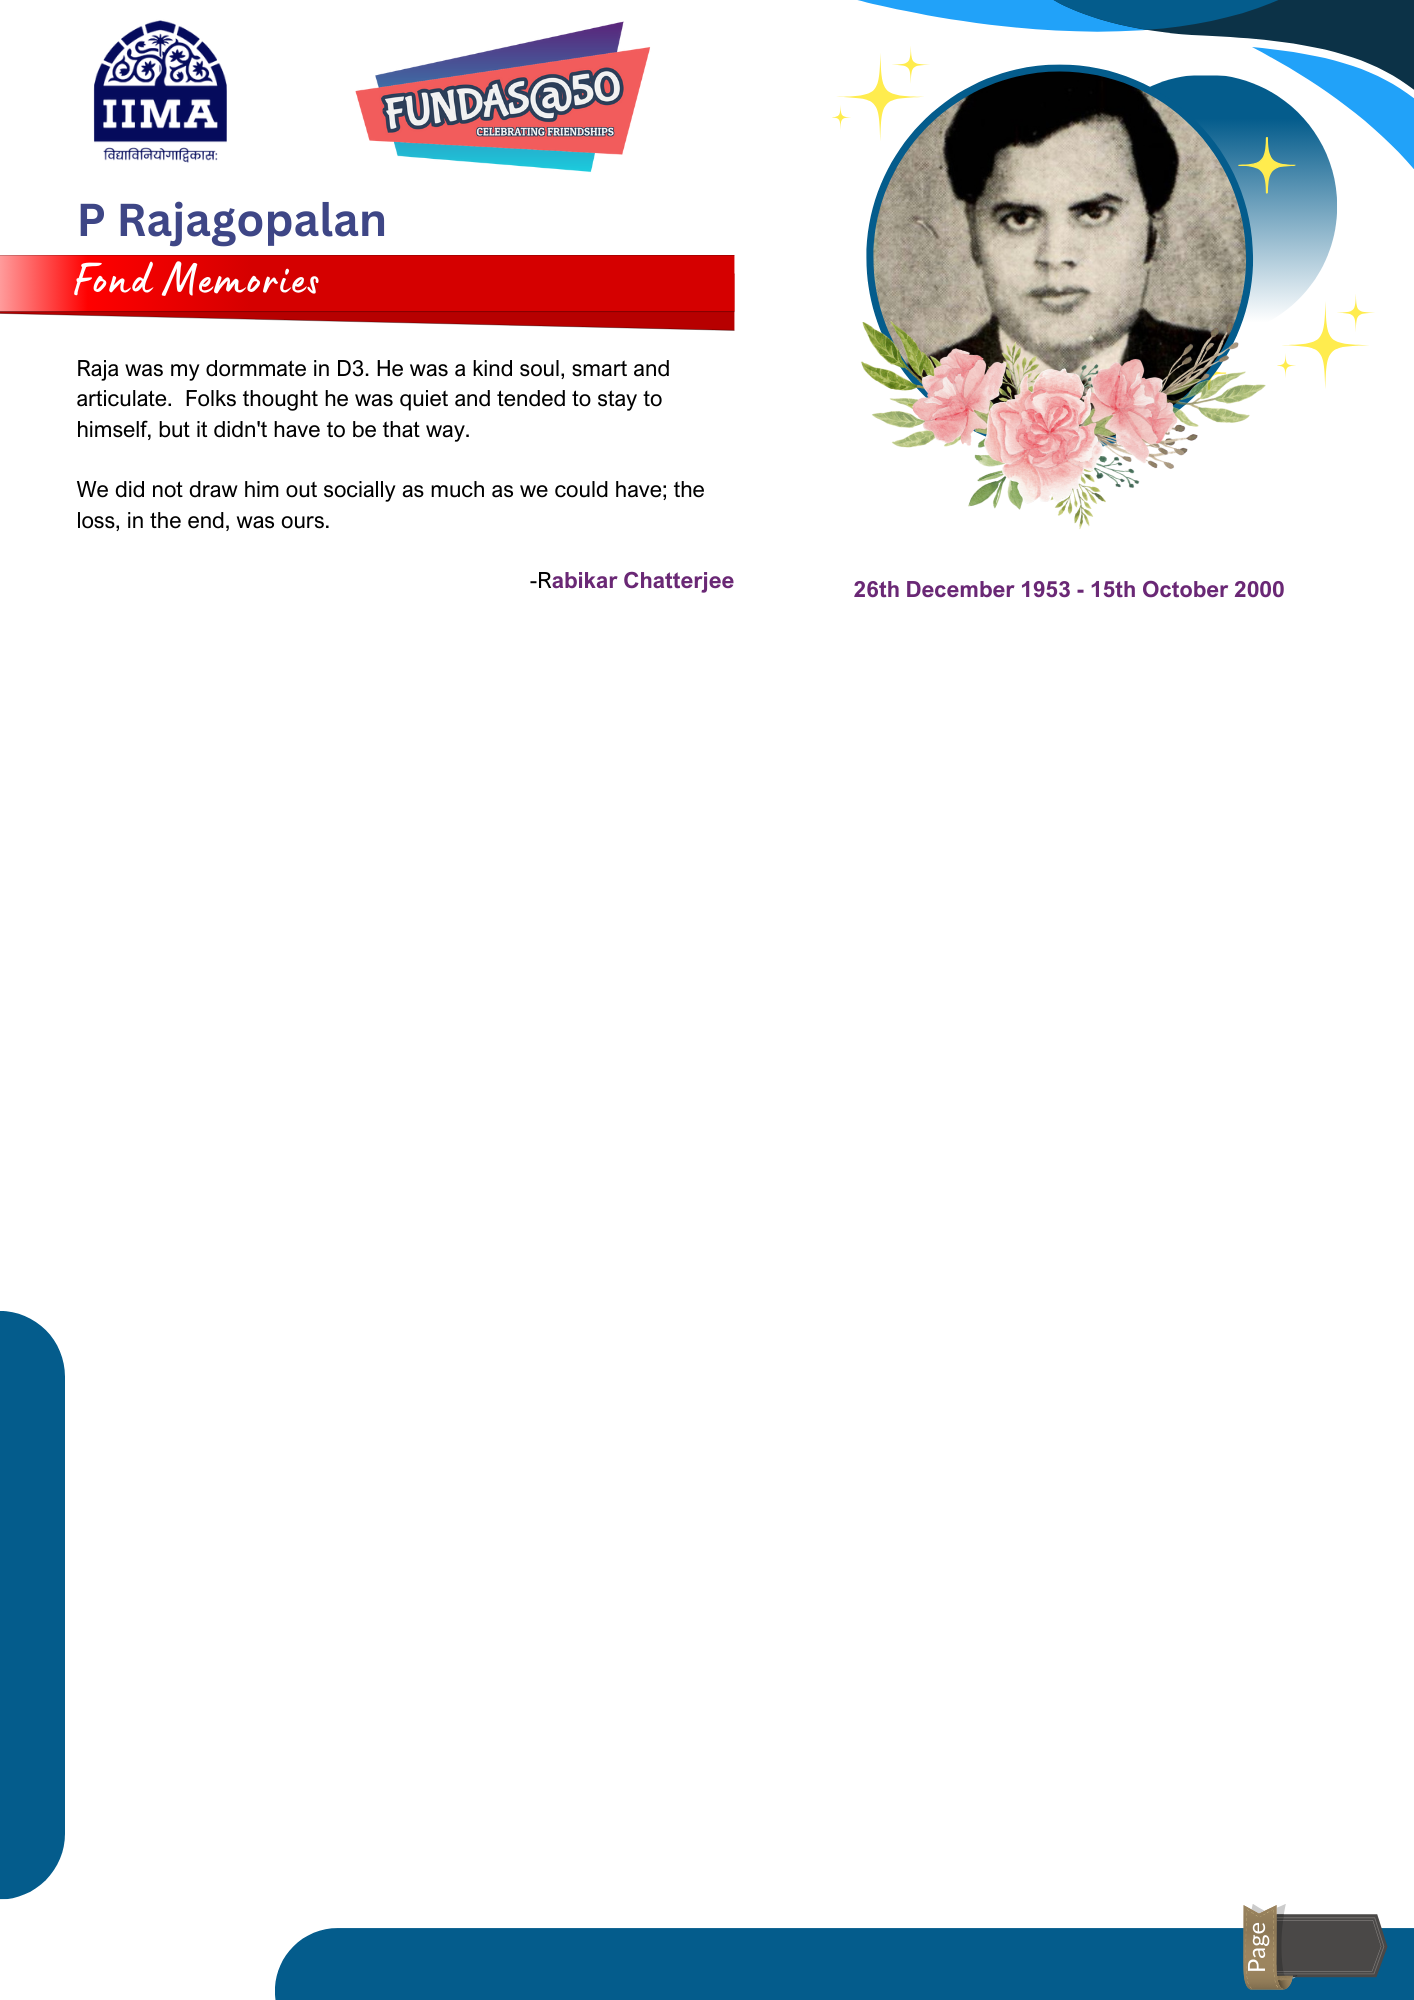 IIMA
विद्याविनियोगाद्विकास:
FUNDAS@50
CELEBRATING FRIENDSHIPS
P Rajagopalan
Fond Memories
Raja was my dormmate in D3. He was a kind soul, smart and
articulate.  Folks thought he was quiet and tended to stay to
himself, but it didn't have to be that way.
We did not draw him out socially as much as we could have; the
loss, in the end, was ours.
-Rabikar Chatterjee
26th December 1953 - 15th October 2000
Page